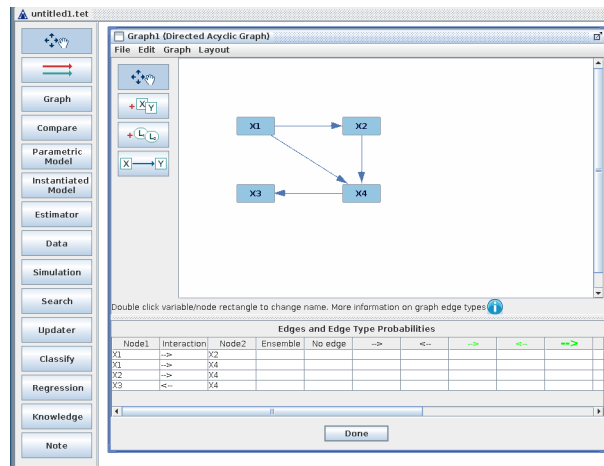 untitled1.tet
Graph1 (Directed Acyclic Graph)
File Edit Graph Layout
Graph
Compare
Parametric
Model
Instantiated
Model
Estimator
Data
Simulation
Search
Updater
Classify
Regression
Knowledge
Note
+ X Y
+ L L
X Y
X1 X2
X3 X4
Double click variable/node rectangle to change name. More information on graph edge types i
Edges and Edge Type Probabilities
Node1 Interaction Node2 Ensemble No edge --> <-- --> <-- -->
X1 --> X2
X1 --> X4
X2 --> X4
X3 <-- X4
Done